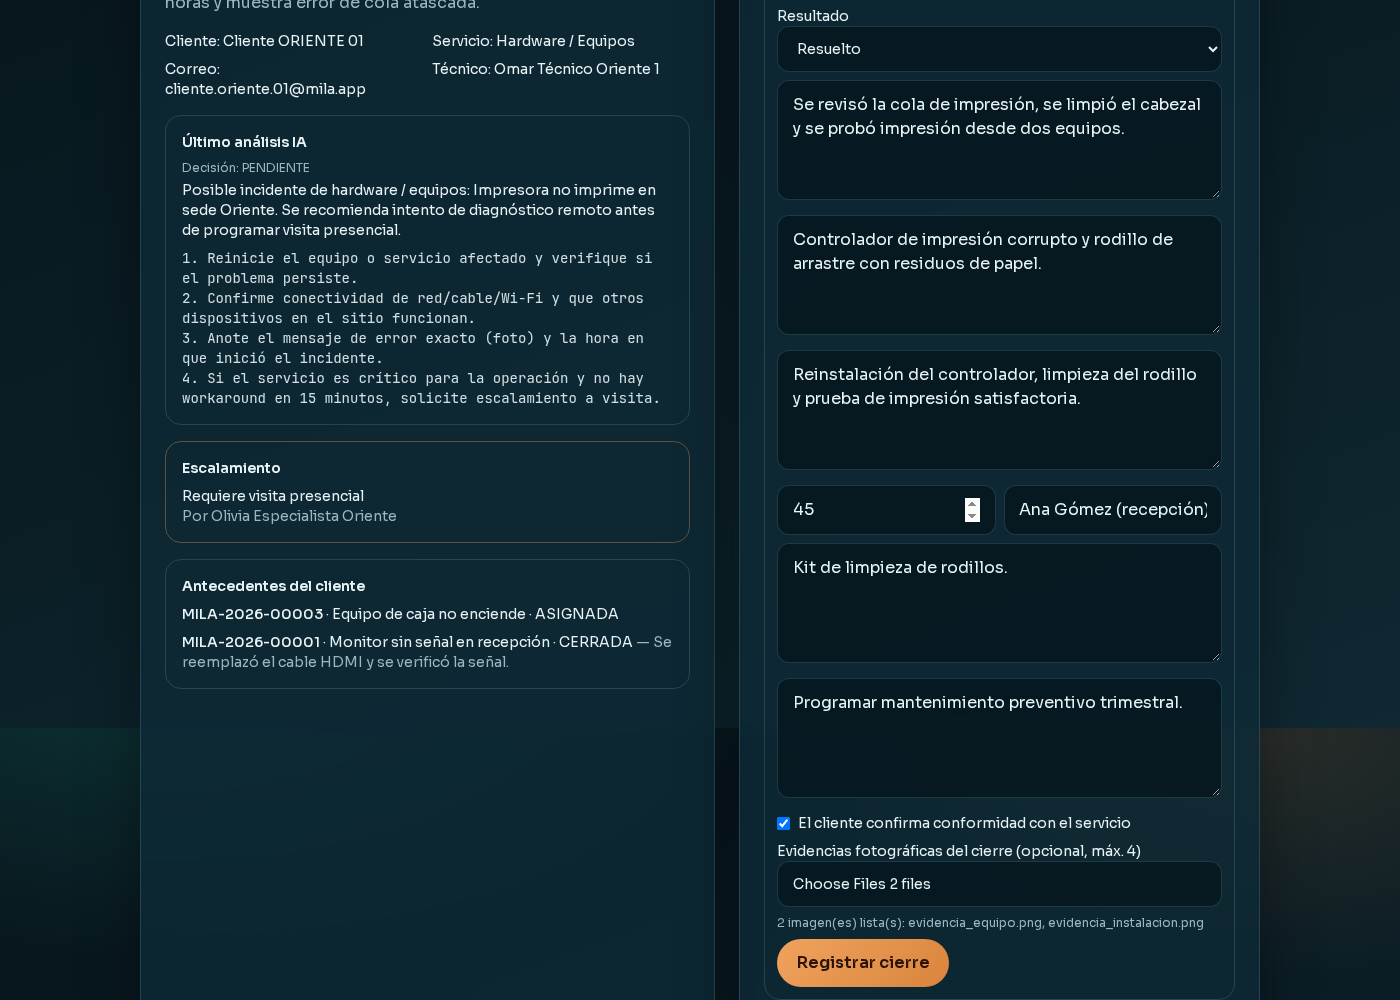 horas y muestra error de cola atascada.
Cliente: Cliente ORIENTE 01
Servicio: Hardware / Equipos
Correo:
cliente.oriente.01@mila.app
Técnico: Omar Técnico Oriente 1
Último análisis IA
Decisión: PENDIENTE
Posible incidente de hardware / equipos: Impresora no imprime en
sede Oriente. Se recomienda intento de diagnóstico remoto antes
de programar visita presencial.
1. Reinicie el equipo o servicio afectado y verifique si
el problema persiste.
2. Confirme conectividad de red/cable/Wi-Fi y que otros
dispositivos en el sitio funcionan.
3. Anote el mensaje de error exacto (foto) y la hora en
que inició el incidente.
4. Si el servicio es crítico para la operación y no hay
workaround en 15 minutos, solicite escalamiento a visita.
Escalamiento
Requiere visita presencial
Por Olivia Especialista Oriente
Antecedentes del cliente
MILA-2026-00003 · Equipo de caja no enciende · ASIGNADA
MILA-2026-00001 · Monitor sin señal en recepción · CERRADA — Se
reemplazó el cable HDMI y se verificó la señal.
Resultado
Resuelto
Se revisó la cola de impresión, se limpió el cabezal
y se probó impresión desde dos equipos.
Controlador de impresión corrupto y rodillo de
arrastre con residuos de papel.
Reinstalación del controlador, limpieza del rodillo
y prueba de impresión satisfactoria.
45
Ana Gómez (recepción)
Kit de limpieza de rodillos.
Programar mantenimiento preventivo trimestral.
El cliente confirma conformidad con el servicio
Evidencias fotográficas del cierre (opcional, máx. 4)
Choose Files 2 files
2 imagen(es) lista(s): evidencia_equipo.png, evidencia_instalacion.png
Registrar cierre